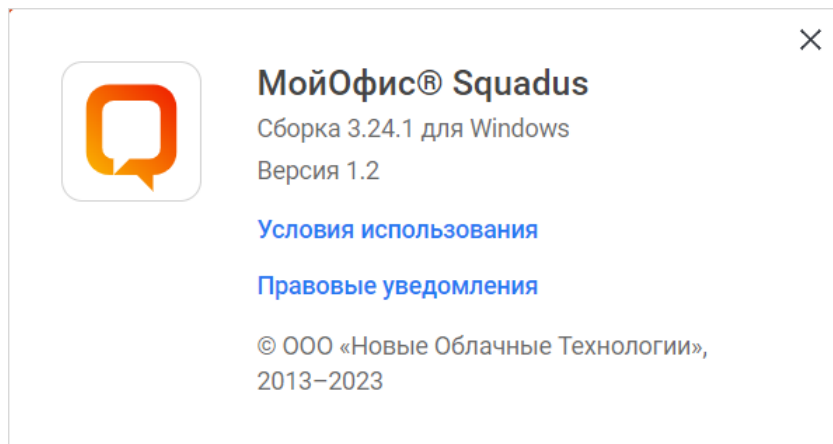 МойОфис® Squadus
Сборка 3.24.1 для Windows
Версия 1.2
Условия использования
Правовые уведомления
© ООО «Новые Облачные Технологии»,
2013–2023